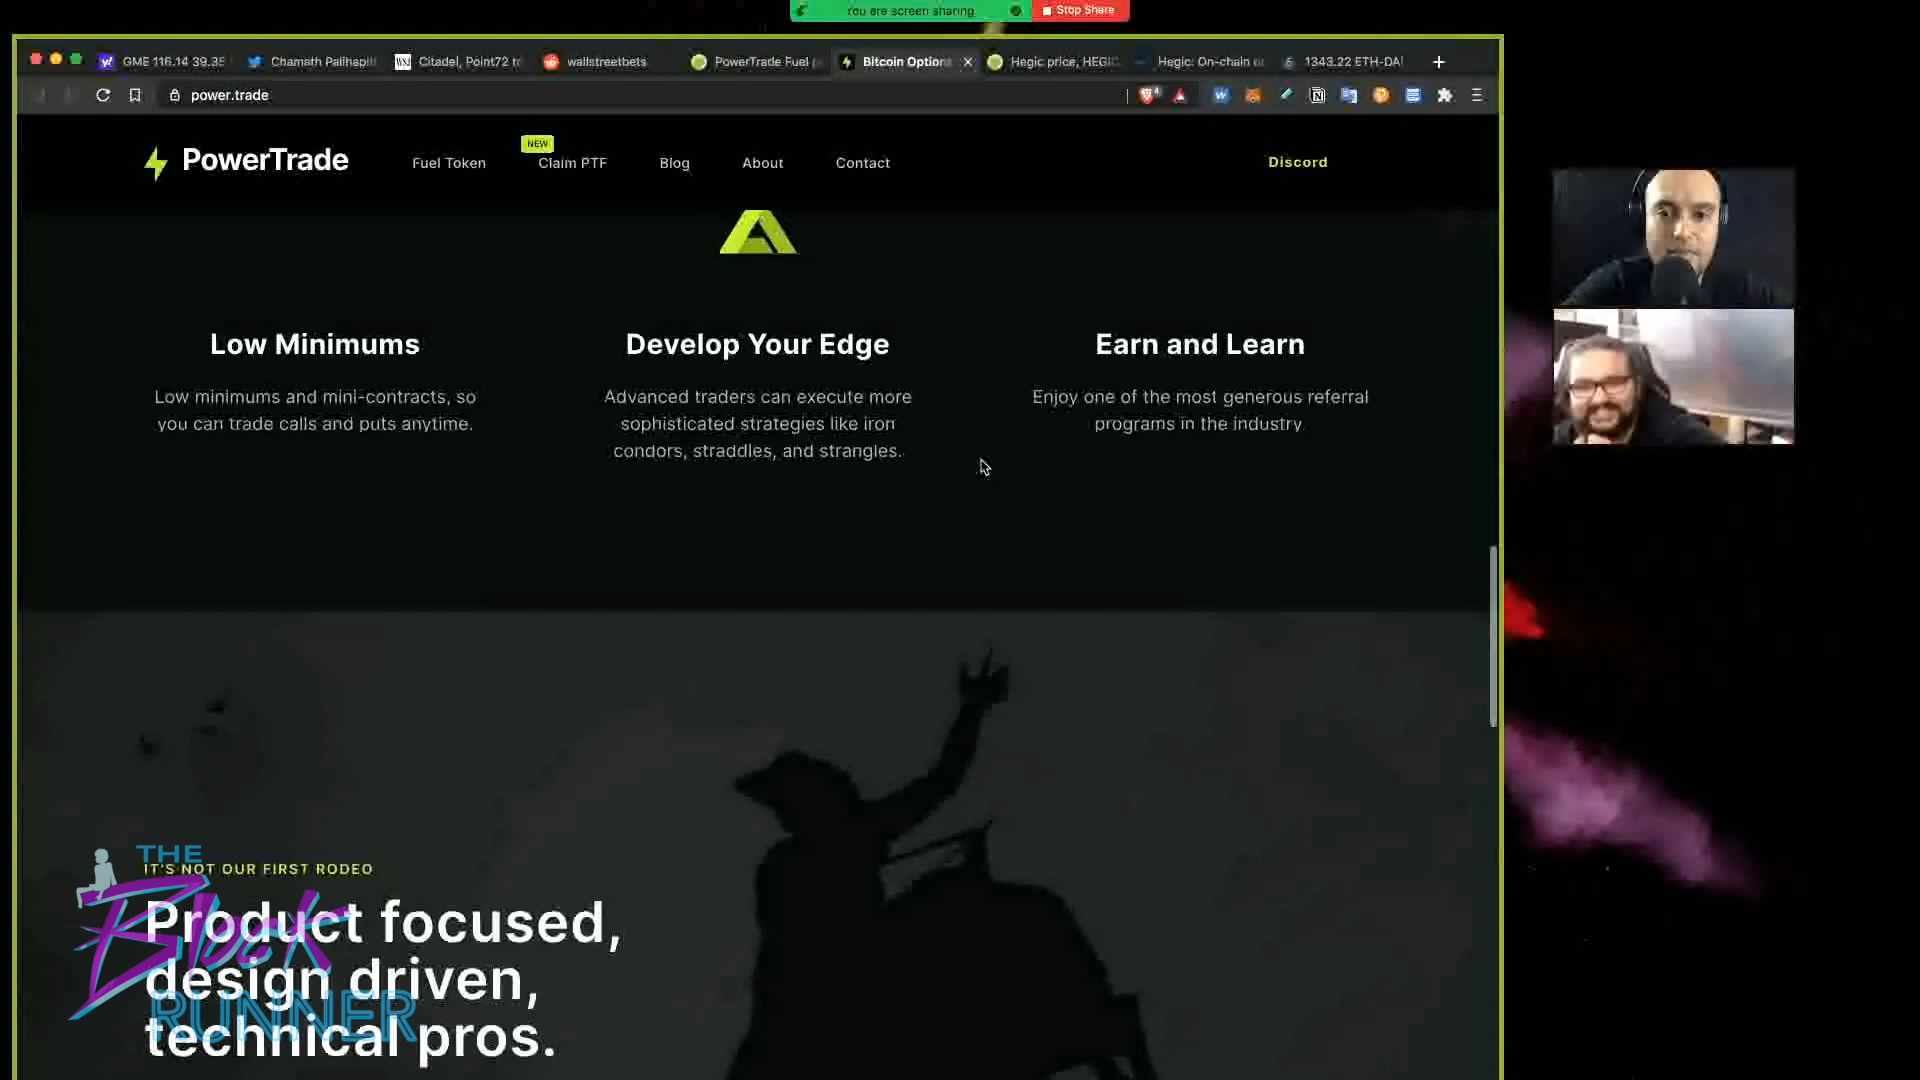 You are screen sharing
Stop Share
GME 116.14 39.35
Chamath Palihapit
Citadel, Point72 to
wallstreetbets
PowerTrade Fuel p
Bitcoin Option
Hegic price, HEGIC
Hegic: On-chain o
1343.22 ETH-DAI
power.trade
PowerTrade
Fuel Token
NEW
Claim PTF
Blog
About
Contact
Discord
Low Minimums
Low minimums and mini-contracts, so
you can trade calls and puts anytime.
Develop Your Edge
Advanced traders can execute more
sophisticated strategies like iron
condors, straddles, and strangles.
Earn and Learn
Enjoy one of the most generous referral
programs in the industry.
IT'S NOT OUR FIRST RODEO
Product focused,
design driven,
technical pros.
THE
Block
RUNNER